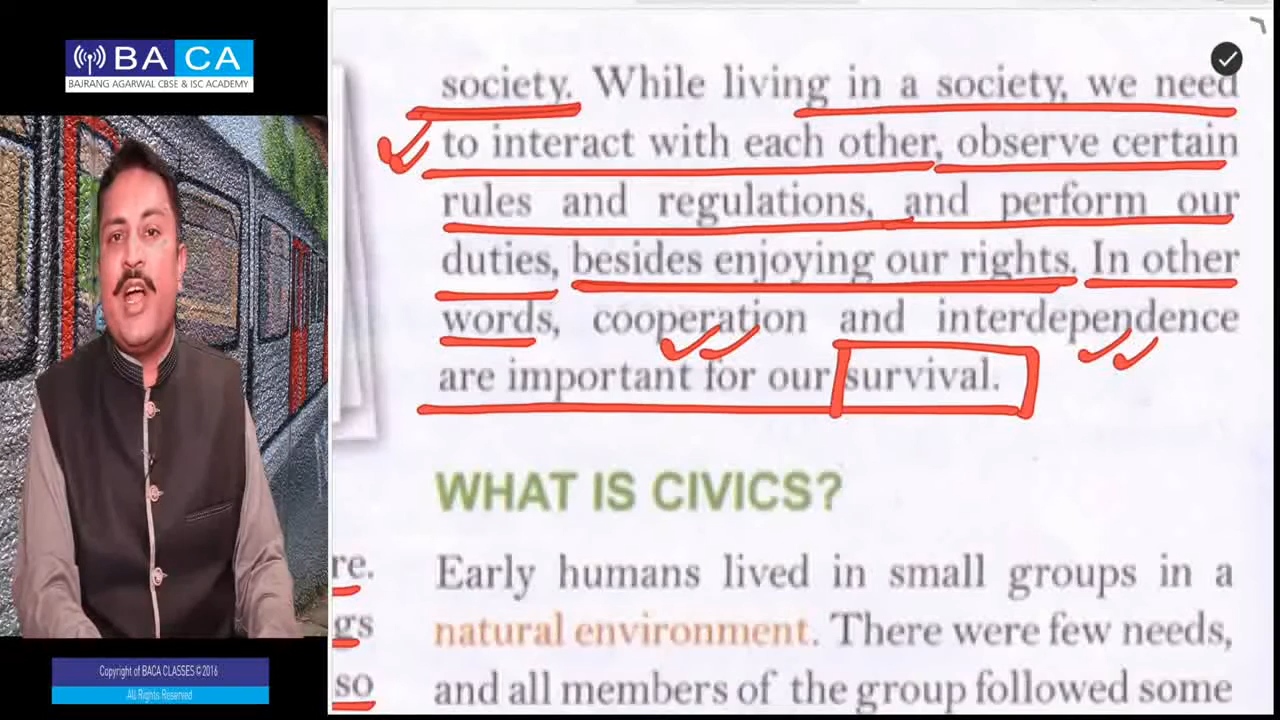 BACA
BAJRANG AGARWAL CBSE & ISC ACADEMY
society. While living in a society, we need
to interact with each other, observe certain
rules and regulations, and perform our
duties, besides enjoying our rights. In other
words, cooperation and interdependence
are important for our survival.
WHAT IS CIVICS?
re.
gs
so
Early humans lived in small groups in a
natural environment. There were few needs,
and all members of the group followed some
Copyright of BACA CLASSES ©2016
All Rights Reserved